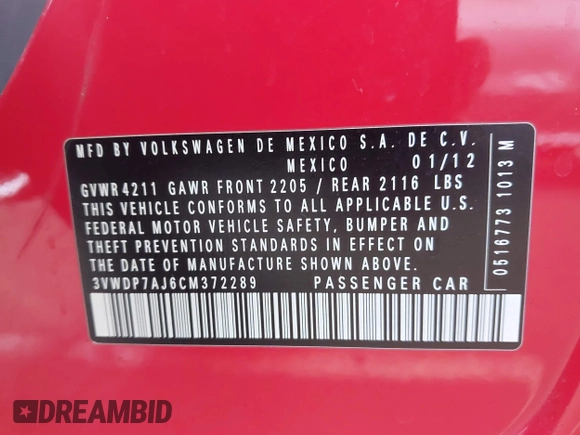 MFD BY VOLKSWAGEN DE MEXICO S.A. DE C.V.
MEXICO 01/12
GVWR 4211 GAWR FRONT 2205 / REAR 2116 LBS
THIS VEHICLE CONFORMS TO ALL APPLICABLE U.S.
FEDERAL MOTOR VEHICLE SAFETY, BUMPER AND
THEFT PREVENTION STANDARDS IN EFFECT ON
THE DATE OF MANUFACTURE SHOWN ABOVE.
3VWDP7AJ6CM372289 PASSENGER CAR
0516773 1013 M
DREAMBID